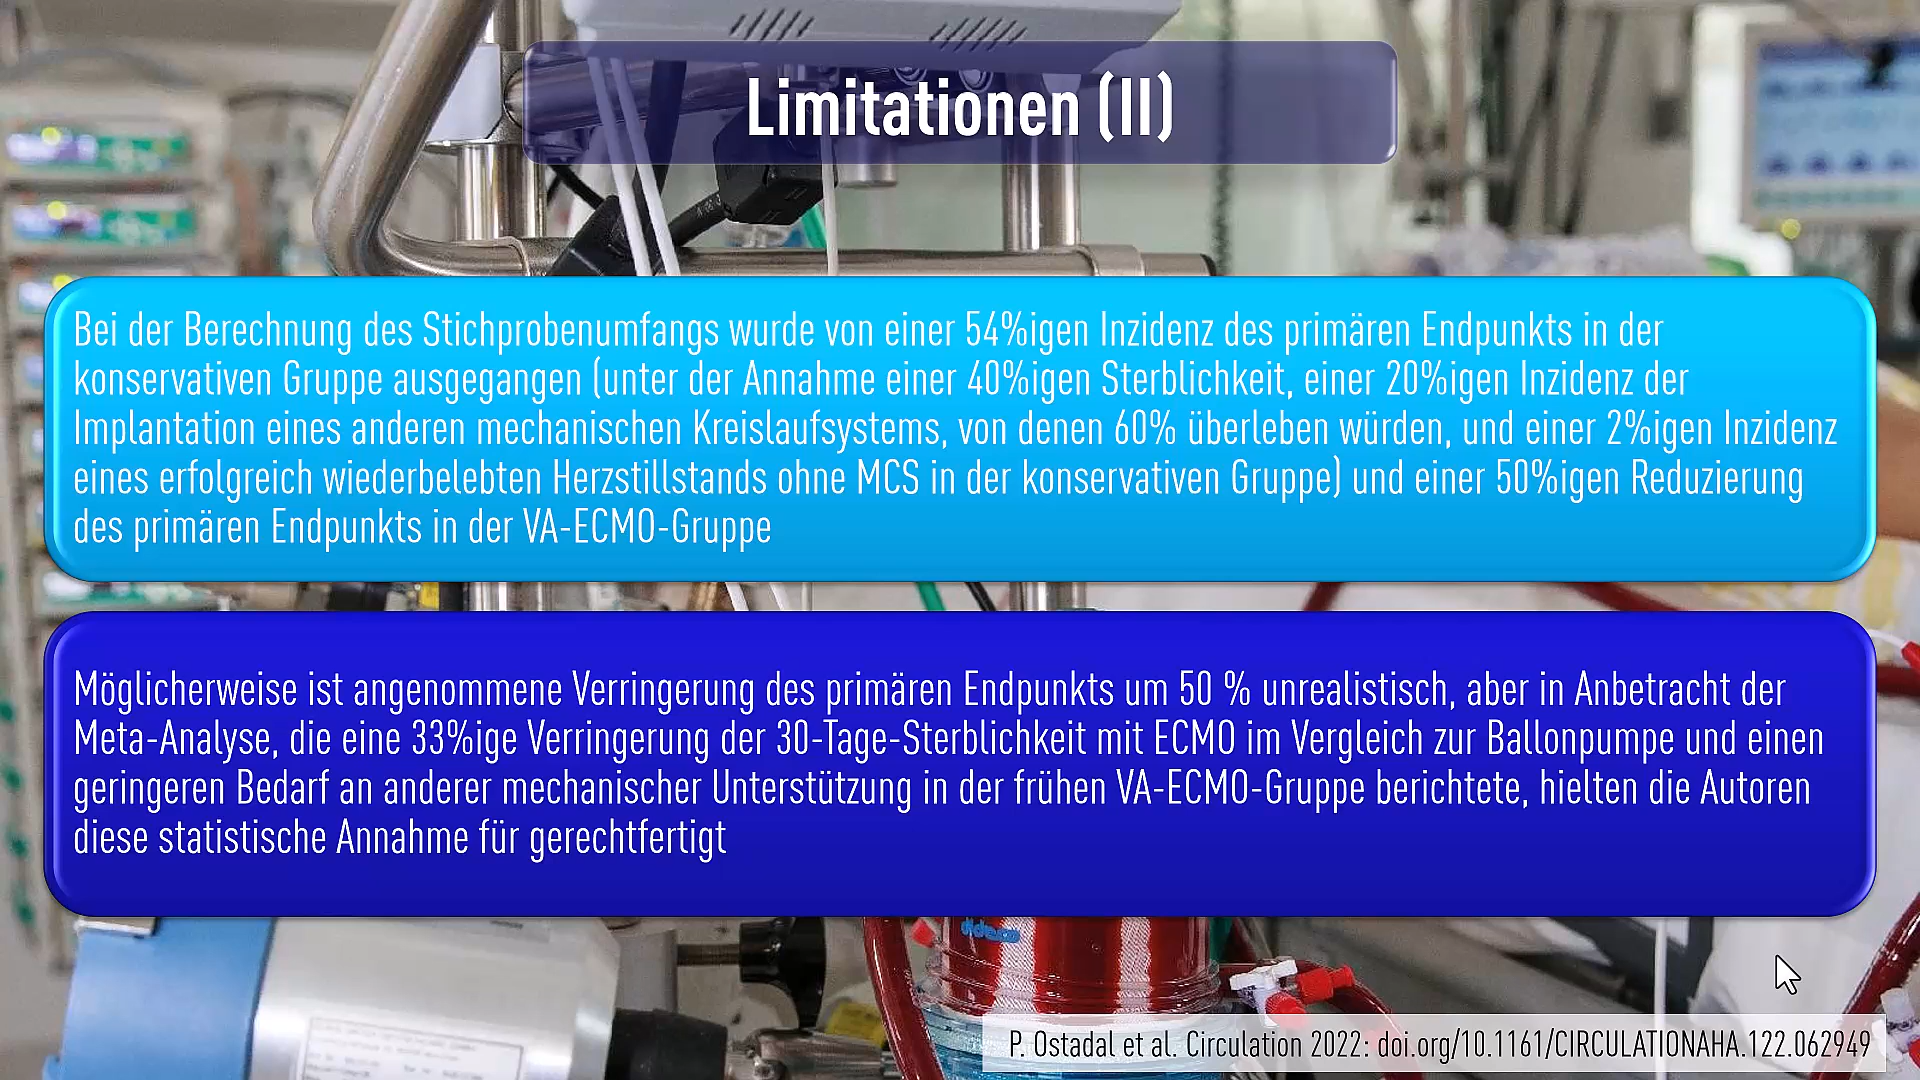 Limitationen (II)
Bei der Berechnung des Stichprobenumfangs wurde von einer 54%igen Inzidenz des primären Endpunkts in der
konservativen Gruppe ausgegangen (unter der Annahme einer 40%igen Sterblichkeit, einer 20%igen Inzidenz der
Implantation eines anderen mechanischen Kreislaufsystems, von denen 60% überleben würden, und einer 2%igen Inzidenz
eines erfolgreich wiederbelebten Herzstillstands ohne MCS in der konservativen Gruppe) und einer 50%igen Reduzierung
des primären Endpunkts in der VA-ECMO-Gruppe
Möglicherweise ist angenommene Verringerung des primären Endpunkts um 50 % unrealistisch, aber in Anbetracht der
Meta-Analyse, die eine 33%ige Verringerung der 30-Tage-Sterblichkeit mit ECMO im Vergleich zur Ballonpumpe und einen
geringeren Bedarf an anderer mechanischer Unterstützung in der frühen VA-ECMO-Gruppe berichtete, hielten die Autoren
diese statistische Annahme für gerechtfertigt
dideco
P. Ostadal et al. Circulation 2022: doi.org/10.1161/CIRCULATIONAHA.122.062949